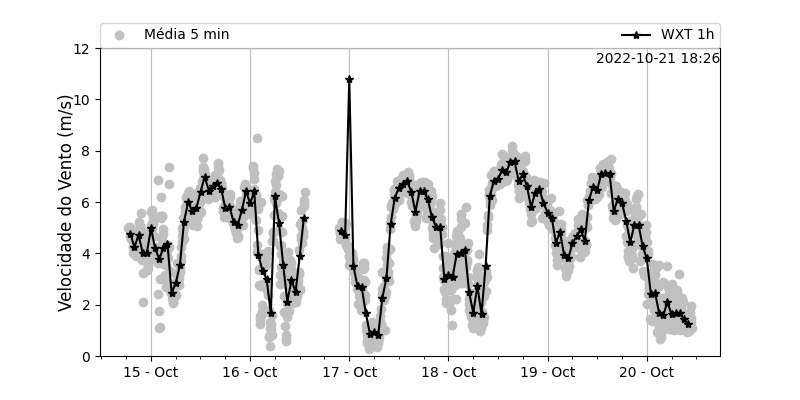 Média 5 min
WXT 1h
2022-10-21 18:26
Velocidade do Vento (m/s)
12
10
8
6
4
2
0
15 - Oct
16 - Oct
17 - Oct
18 - Oct
19 - Oct
20 - Oct